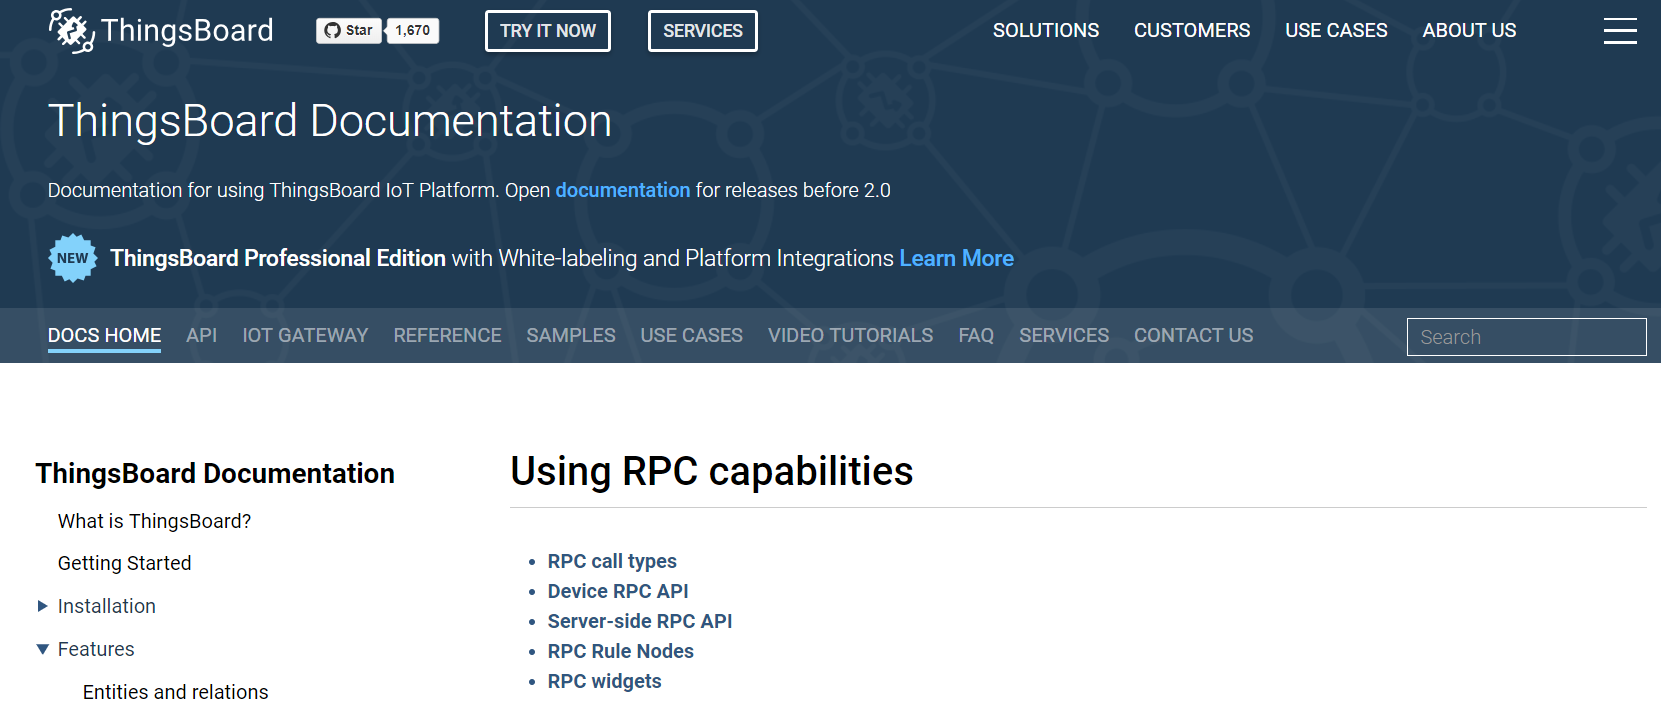 ThingsBoard Star 1,670 TRY IT NOW SERVICES SOLUTIONS CUSTOMERS USE CASES ABOUT US
ThingsBoard Documentation
Documentation for using ThingsBoard IoT Platform. Open documentation for releases before 2.0
NEW ThingsBoard Professional Edition with White-labeling and Platform Integrations Learn More
DOCS HOME API IOT GATEWAY REFERENCE SAMPLES USE CASES VIDEO TUTORIALS FAQ SERVICES CONTACT US Search
ThingsBoard Documentation
What is ThingsBoard?
Getting Started
Installation
Features
Entities and relations
Using RPC capabilities
RPC call types
Device RPC API
Server-side RPC API
RPC Rule Nodes
RPC widgets